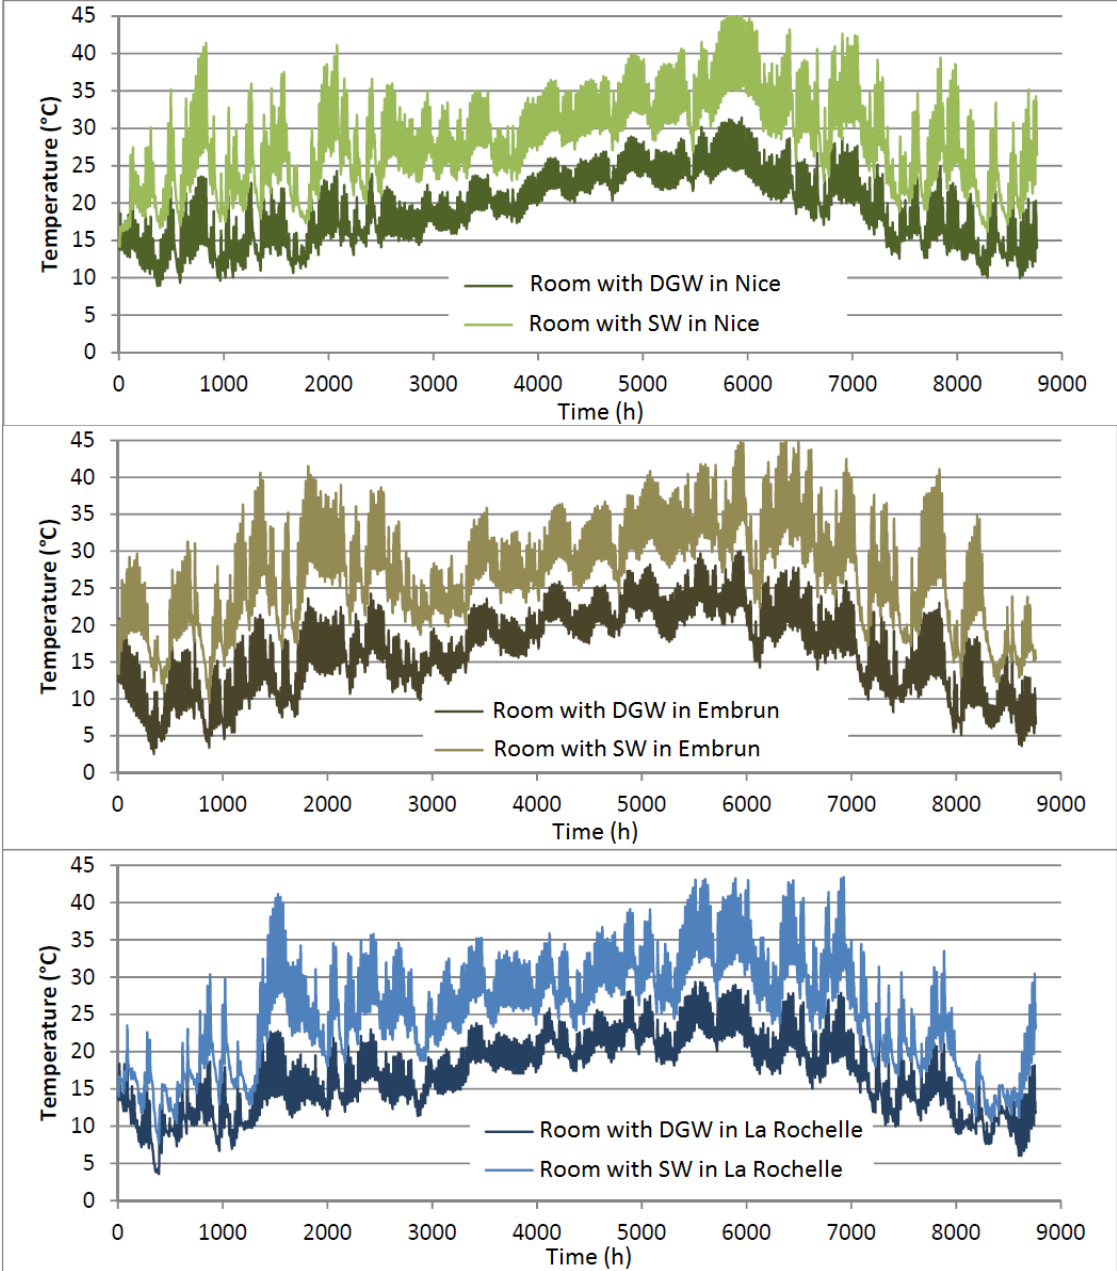 45
40
35
30
25
20
15
10
5
0
Temperature (°C)
Room with DGW in Nice
Room with SW in Nice
0 1000 2000 3000 4000 5000 6000 7000 8000 9000
Time (h)
45
40
35
30
25
20
15
10
5
0
Temperature (°C)
Room with DGW in Embrun
Room with SW in Embrun
0 1000 2000 3000 4000 5000 6000 7000 8000 9000
Time (h)
45
40
35
30
25
20
15
10
5
0
Temperature (°C)
Room with DGW in La Rochelle
Room with SW in La Rochelle
0 1000 2000 3000 4000 5000 6000 7000 8000 9000
Time (h)